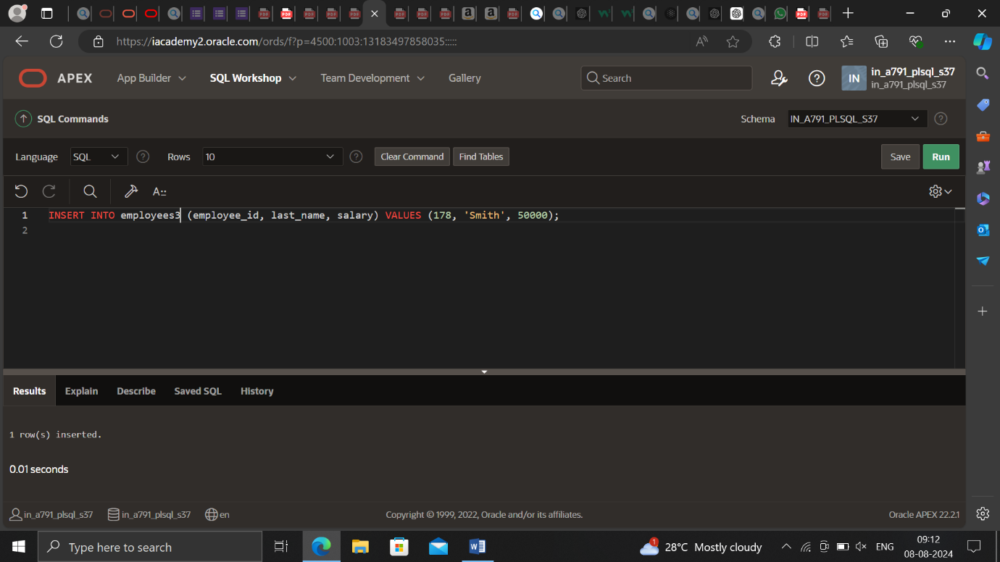 https://iacademy2.oracle.com/ords/f?p=4500:1003:13183497858035:::::
APEX App Builder SQL Workshop Team Development Gallery Search IN in_a791_plsql_s37
in_a791_plsql_s37
SQL Commands Schema IN_A791_PLSQL_S37
Language SQL Rows 10 Clear Command Find Tables Save Run
1 INSERT INTO employees3 (employee_id, last_name, salary) VALUES (178, 'Smith', 50000);
2
Results Explain Describe Saved SQL History
1 row(s) inserted.
0.01 seconds
in_a791_plsql_s37 in_a791_plsql_s37 en Copyright © 1999, 2022, Oracle and/or its affiliates. Oracle APEX 22.2.1
Type here to search 1 28°C Mostly cloudy ENG 09:12
08-08-2024